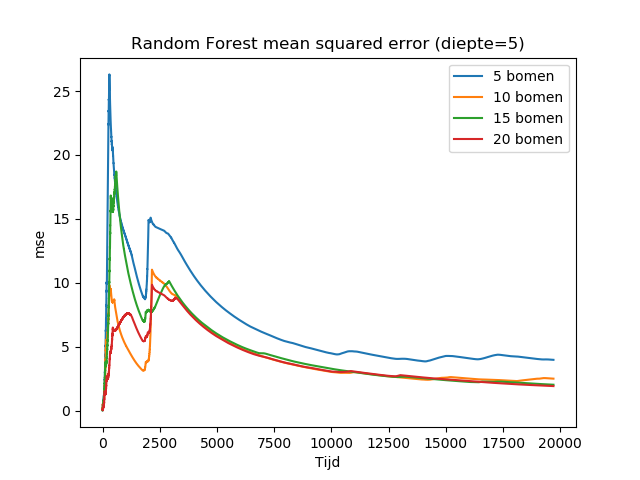 Random Forest mean squared error (diepte=5)
5 bomen
10 bomen
15 bomen
20 bomen
mse
25
20
15
10
5
0
0 2500 5000 7500 10000 12500 15000 17500 20000
Tijd